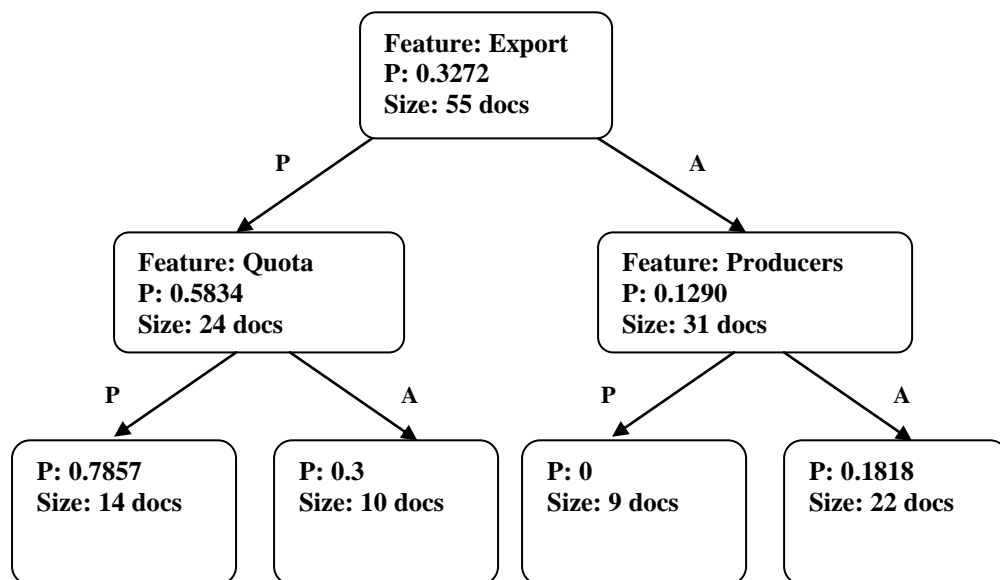 Feature: Export
P: 0.3272
Size: 55 docs
P
A
Feature: Quota
P: 0.5834
Size: 24 docs
Feature: Producers
P: 0.1290
Size: 31 docs
P
A
P
A
P: 0.7857
Size: 14 docs
P: 0.3
Size: 10 docs
P: 0
Size: 9 docs
P: 0.1818
Size: 22 docs